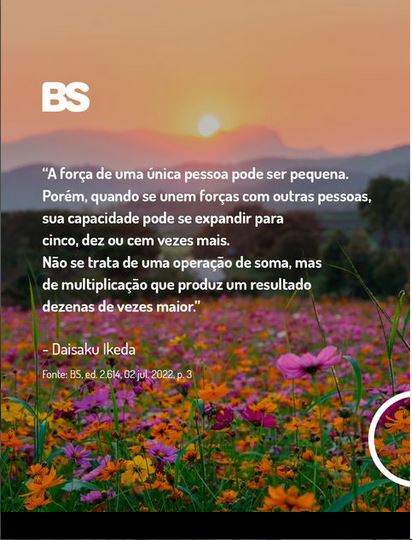 BS
“A força de uma única pessoa pode ser pequena.
Porém, quando se unem forças com outras pessoas,
sua capacidade pode se expandir para
cinco, dez ou cem vezes mais.
Não se trata de uma operação de soma, mas
de multiplicação que produz um resultado
dezenas de vezes maior.”
- Daisaku Ikeda
Fonte: BS, ed. 2.614, 02 jul. 2022, p. 3